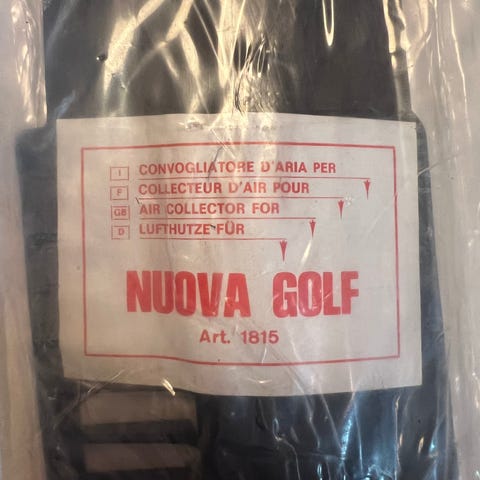 I CONVOGLIATORE D'ARIA PER
F COLLECTEUR D'AIR POUR
GB AIR COLLECTOR FOR
D LUFTHUTZE FÜR
NUOVA GOLF
Art. 1815